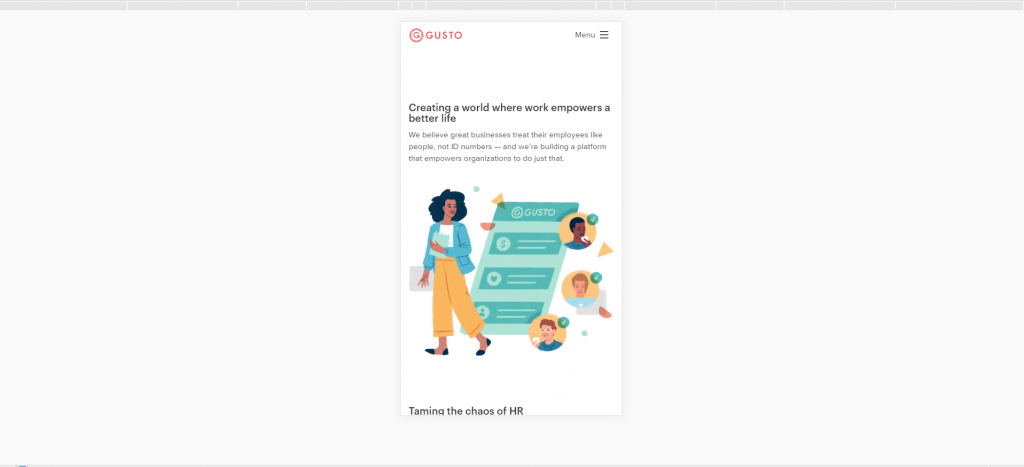 GUSTO
Menu
Creating a world where work empowers a
better life
We believe great businesses treat their employees like
people, not ID numbers — and we're building a platform
that empowers organizations to do just that.
GUSTO
Taming the chaos of HR